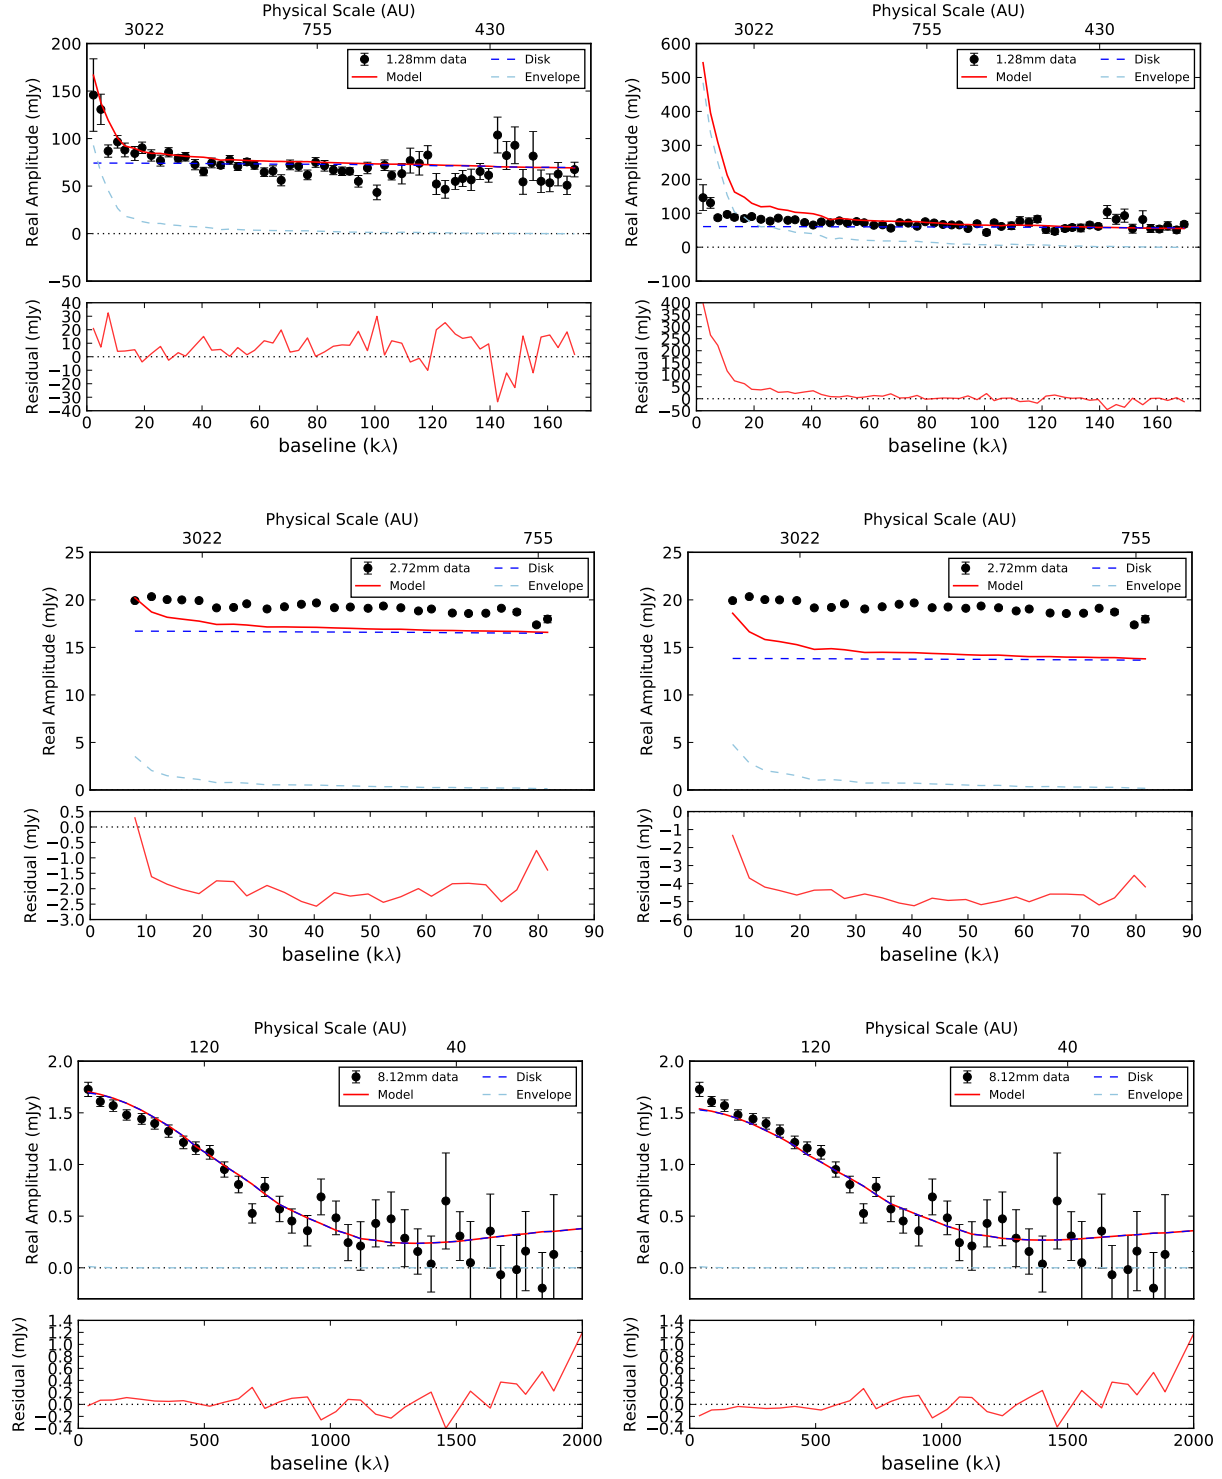 Physical Scale (AU)
3022 755 430
200
150
100
50
0
−50
Real Amplitude (mJy)
1.28mm data
Model
Disk
Envelope
40
30
20
10
0
−10
−20
−30
−40
Residual (mJy)
0 20 40 60 80 100 120 140 160
baseline (kλ)
Physical Scale (AU)
3022 755 430
600
500
400
300
200
100
0
−100
Real Amplitude (mJy)
1.28mm data
Model
Disk
Envelope
400
350
300
250
200
150
100
50
0
−50
Residual (mJy)
0 20 40 60 80 100 120 140 160
baseline (kλ)
Physical Scale (AU)
3022 755
25
20
15
10
5
0
Real Amplitude (mJy)
2.72mm data
Model
Disk
Envelope
0.5
0.0
−0.5
−1.0
−1.5
−2.0
−2.5
−3.0
Residual (mJy)
0 10 20 30 40 50 60 70 80 90
baseline (kλ)
Physical Scale (AU)
3022 755
25
20
15
10
5
0
Real Amplitude (mJy)
2.72mm data
Model
Disk
Envelope
0
−1
−2
−3
−4
−5
−6
Residual (mJy)
0 10 20 30 40 50 60 70 80 90
baseline (kλ)
Physical Scale (AU)
120 40
2.0
1.5
1.0
0.5
0.0
Real Amplitude (mJy)
8.12mm data
Model
Disk
Envelope
1.4
1.2
1.0
0.8
0.6
0.4
0.2
0.0
−0.2
−0.4
Residual (mJy)
0 500 1000 1500 2000
baseline (kλ)
Physical Scale (AU)
120 40
2.0
1.5
1.0
0.5
0.0
Real Amplitude (mJy)
8.12mm data
Model
Disk
Envelope
1.4
1.2
1.0
0.8
0.6
0.4
0.2
0.0
−0.2
−0.4
Residual (mJy)
0 500 1000 1500 2000
baseline (kλ)